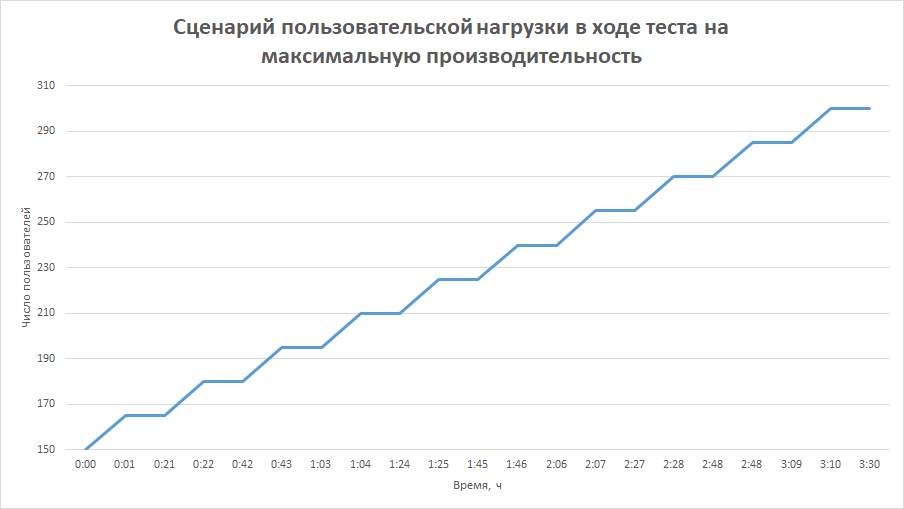 Сценарий пользовательской нагрузки в ходе теста на
максимальную производительность
310
290
270
250
230
210
190
170
150
Число пользователей
0:00 0:01 0:21 0:22 0:42 0:43 1:03 1:04 1:24 1:25 1:45 1:46 2:06 2:07 2:27 2:28 2:48 2:48 3:09 3:10 3:30
Время, ч